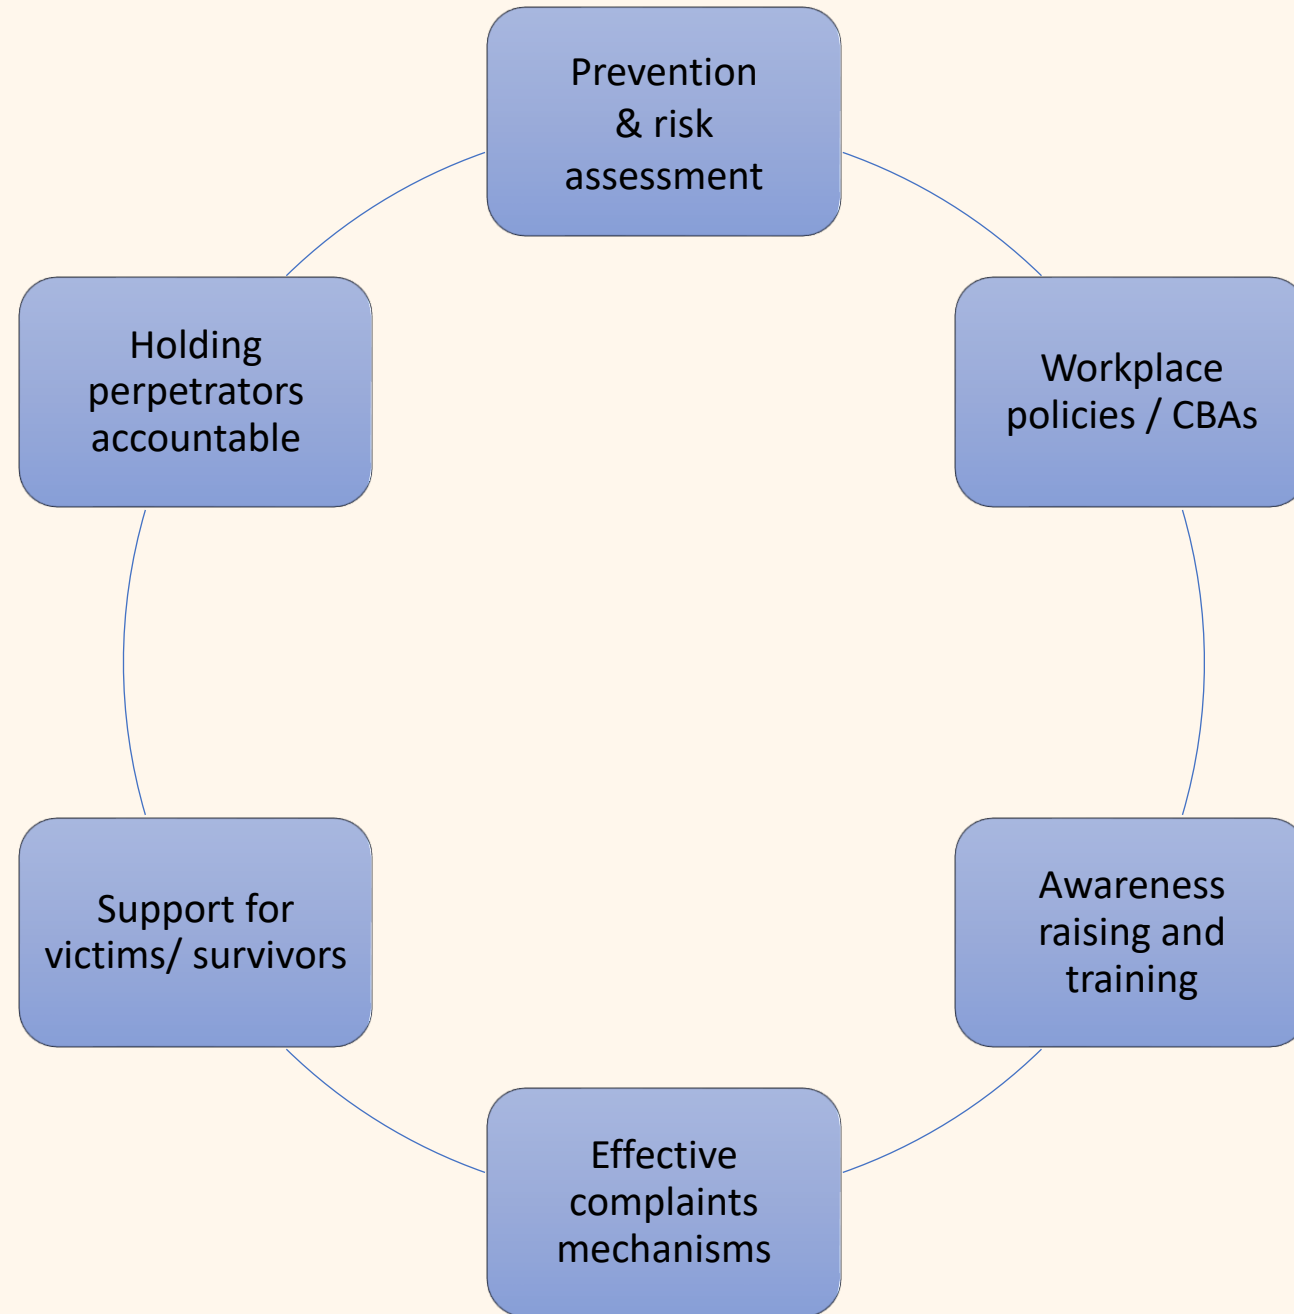 Prevention
& risk
assessment
Workplace
policies / CBAs
Awareness
raising and
training
Effective
complaints
mechanisms
Support for
victims/ survivors
Holding
perpetrators
accountable